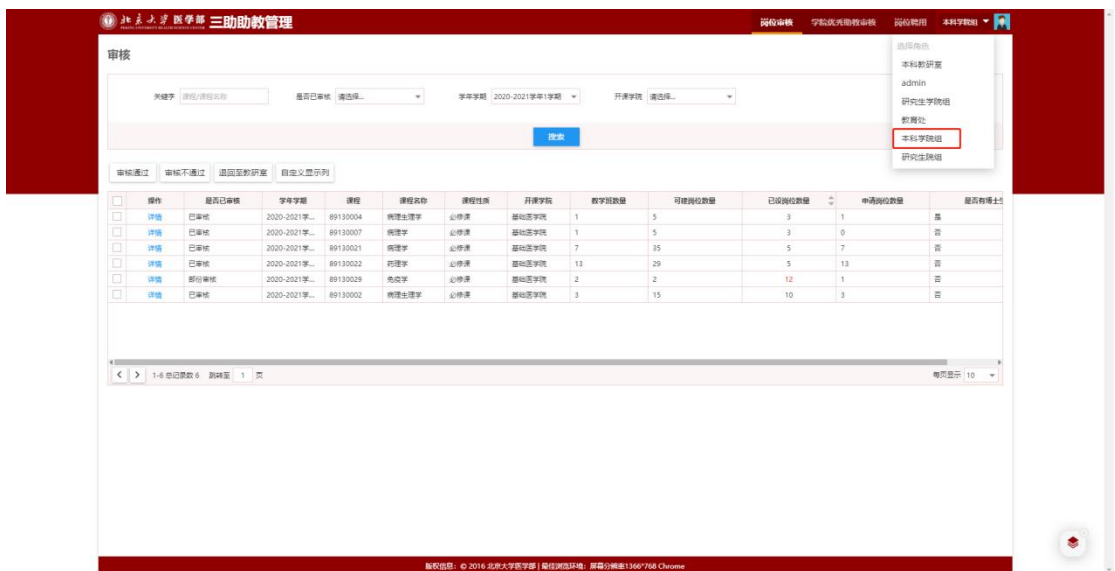 北京大学医学部 三助助教管理 岗位审核 学院优秀助教审核 岗位聘用 本科学院组
选择角色
本科教研室
admin
研究生学院组
教育处
本科学院组
研究生院组
审核
关键字 课程/课程名称 是否已审核 请选择... 学年学期 2020-2021学年1学期 开课学院 请选择...
搜索
审核通过 审核不通过 退回至教研室 自定义显示列
操作 是否已审核 学年学期 课程 课程名称 课程性质 开课学院 教学班数量 可建岗位数量 已设岗位数量 申请岗位数量 是否有博士生
详情 已审核 2020-2021学... 89130004 病理生理学 必修课 基础医学院 1 5 3 1 是
详情 已审核 2020-2021学... 89130007 病理学 必修课 基础医学院 1 5 3 0 否
详情 已审核 2020-2021学... 89130021 病理学 必修课 基础医学院 7 35 5 7 否
详情 已审核 2020-2021学... 89130022 药理学 必修课 基础医学院 13 29 5 13 否
详情 部份审核 2020-2021学... 89130029 免疫学 必修课 基础医学院 2 2 12 1 否
详情 已审核 2020-2021学... 89130002 病理生理学 必修课 基础医学院 3 15 10 3 否
1-6 总记录数 6 跳转至 1 页 每页显示 10
版权信息：© 2016 北京大学医学部 | 最佳浏览环境：屏幕分辨率1366*768 Chrome